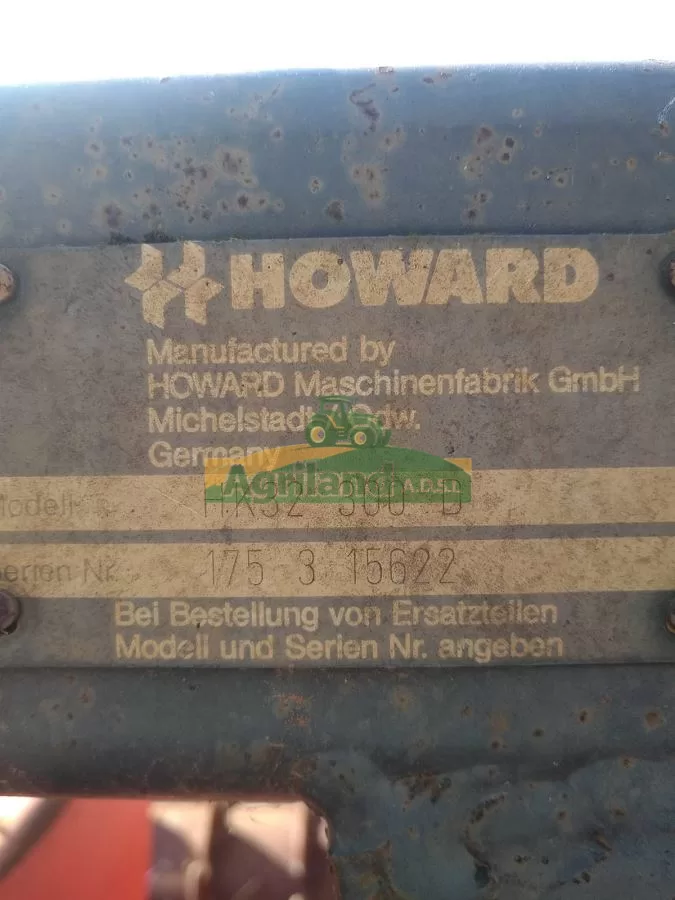 HOWARD
Manufactured by
HOWARD Maschinenfabrik GmbH
Michelstadt Odw.
Germany
Agriland A.D.S.L
Modell
HK32 300 D
Serien Nr.
175 3 15622
Bei Bestellung von Ersatzteilen
Modell und Serien Nr. angeben